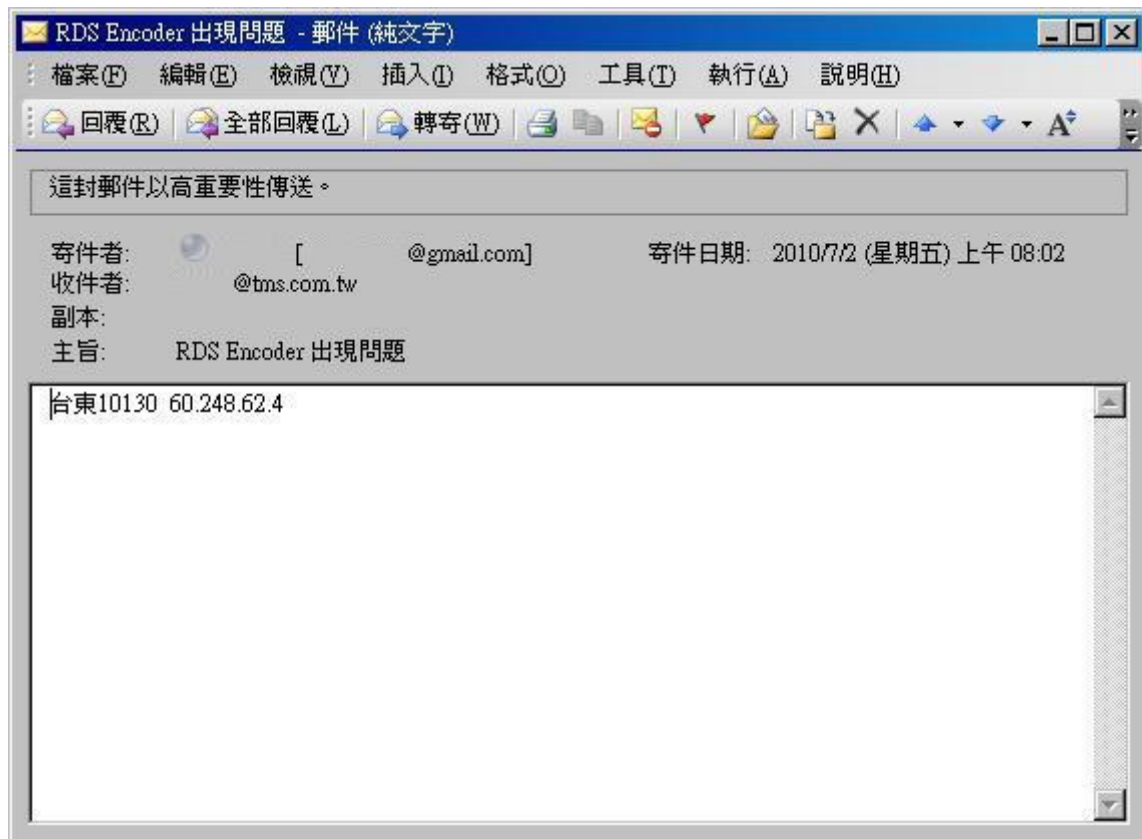 RDS Encoder 出現問題 - 郵件 (純文字)
檔案(F) 編輯(E) 檢視(V) 插入(I) 格式(O) 工具(T) 執行(A) 說明(H)
回覆(R) 全部回覆(L) 轉寄(W) A
這封郵件以高重要性傳送。
寄件者: [ @gmail.com] 寄件日期: 2010/7/2 (星期五) 上午 08:02
收件者: @tms.com.tw
副本:
主旨: RDS Encoder 出現問題
台東10130 60.248.62.4